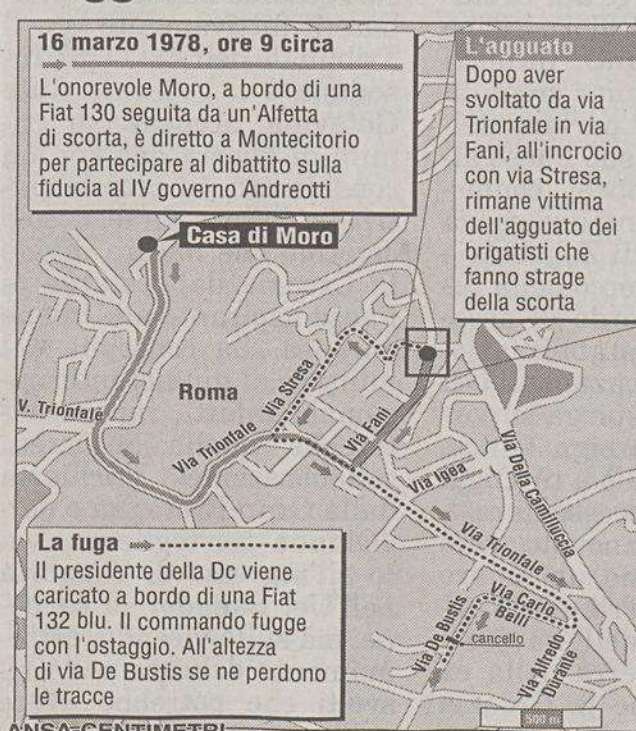 16 marzo 1978, ore 9 circa
L'onorevole Moro, a bordo di una
Fiat 130 seguita da un'Alfetta
di scorta, è diretto a Montecitorio
per partecipare al dibattito sulla
fiducia al IV governo Andreotti
L'agguato
Dopo aver
svoltato da via
Trionfale in via
Fani, all'incrocio
con via Stresa,
rimane vittima
dell'agguato dei
brigatisti che
fanno strage
della scorta
Casa di Moro
Roma
V. Trionfale
Via Trionfale
Via Stresa
Via Fani
Via Igea
Via Della Camilluccia
Via Trionfale
Via Carlo
Belli
Via De Bustis
cancello
Via Alfredo
Durante
La fuga
Il presidente della Dc viene
caricato a bordo di una Fiat
132 blu. Il commando fugge
con l'ostaggio. All'altezza
di via De Bustis se ne perdono
le tracce
500 m
ANSA-CENTIMETRI